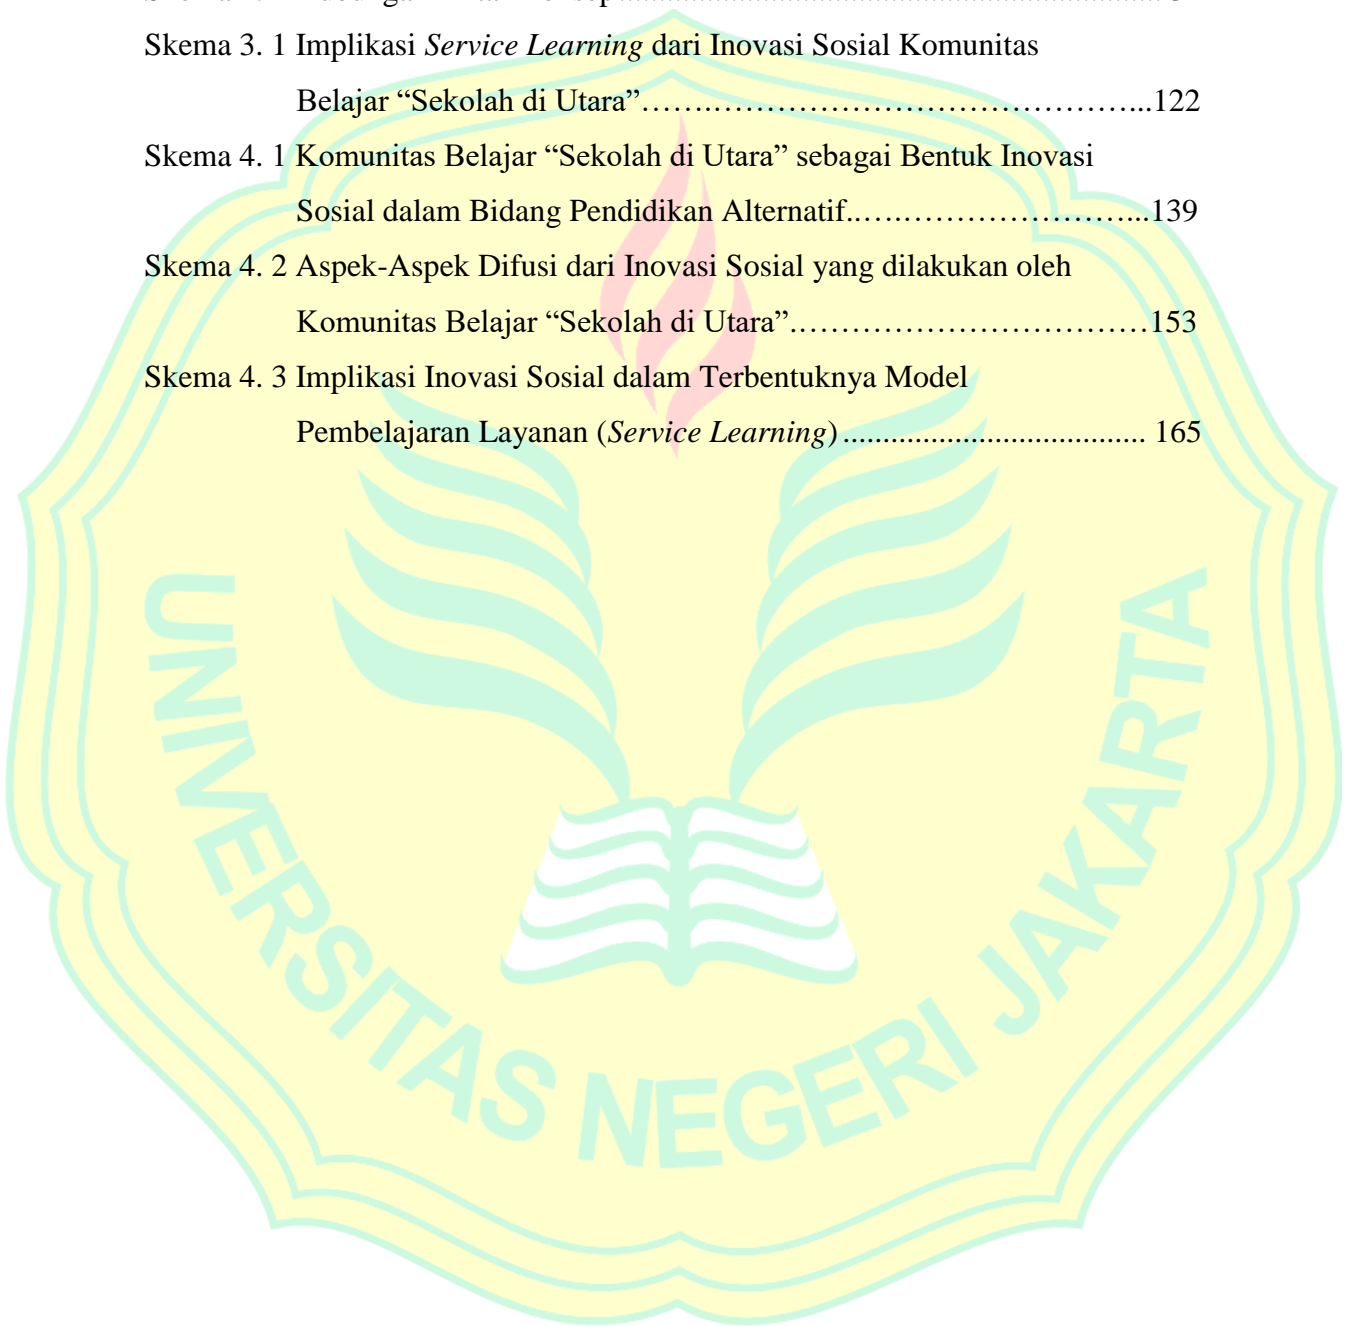 Skema 3. 1 Implikasi Service Learning dari Inovasi Sosial Komunitas
Belajar “Sekolah di Utara”…….…………………………………………...122
Skema 4. 1 Komunitas Belajar “Sekolah di Utara” sebagai Bentuk Inovasi
Sosial dalam Bidang Pendidikan Alternatif..….……………………...139
Skema 4. 2 Aspek-Aspek Difusi dari Inovasi Sosial yang dilakukan oleh
Komunitas Belajar “Sekolah di Utara”.………………………………153
Skema 4. 3 Implikasi Inovasi Sosial dalam Terbentuknya Model
Pembelajaran Layanan (Service Learning) ..................................... 165
UNIVERSITAS NEGERI JAKARTA